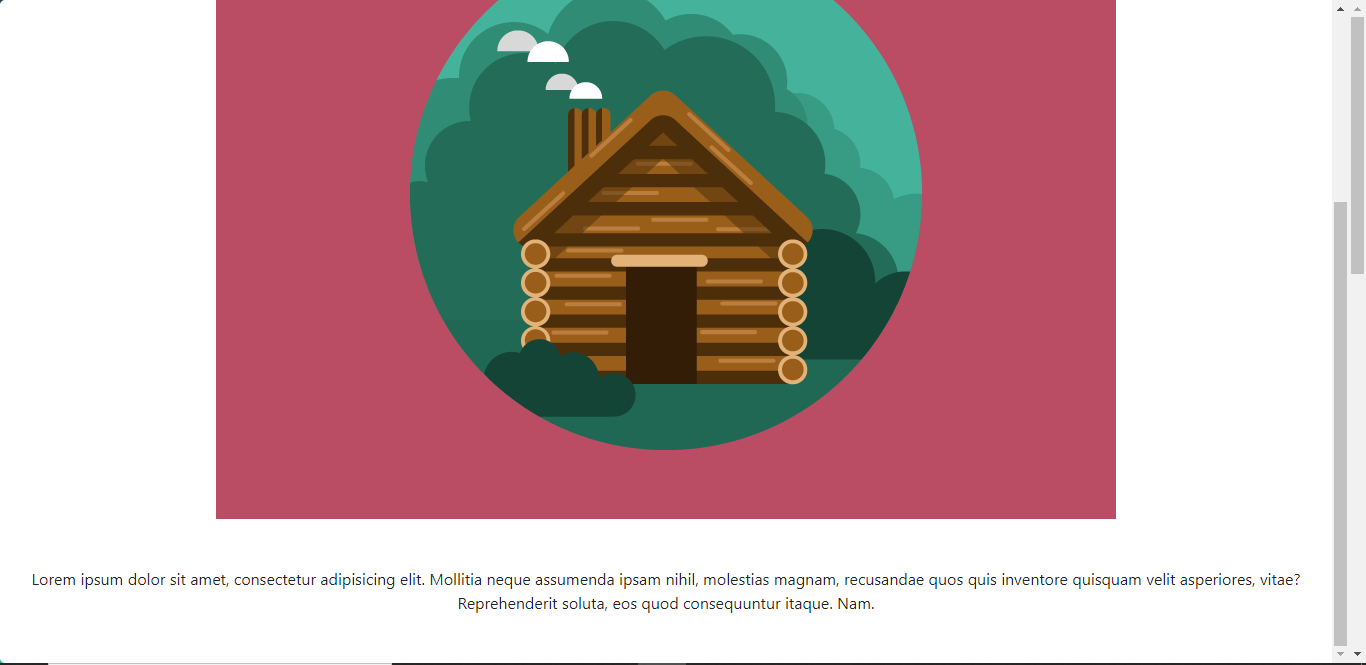 Lorem ipsum dolor sit amet, consectetur adipisicing elit. Mollitia neque assumenda ipsam nihil, molestias magnam, recusandae quos quis inventore quisquam velit asperiores, vitae?
Reprehenderit soluta, eos quod consequuntur itaque. Nam.